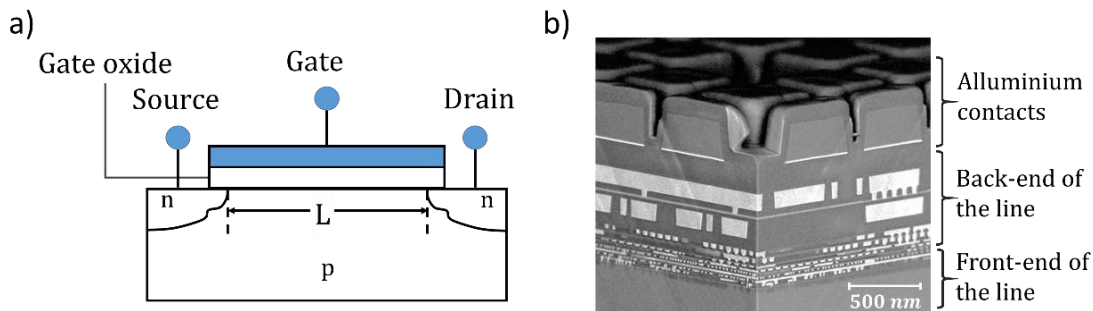 a)
Gate oxide
Source
Gate
Drain
n
n
L
p
b)
Alluminium
contacts
Back-end of
the line
Front-end of
the line
500 nm